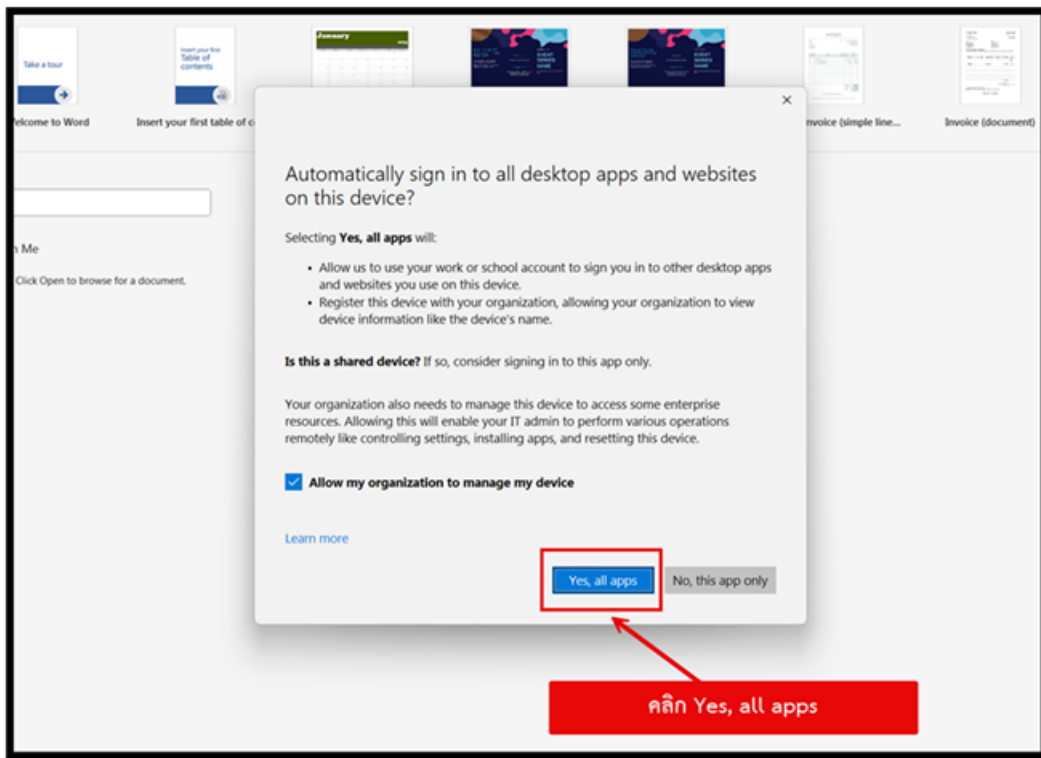 Take a tour
Insert your first
Table of
contents
January
EVENT
SERIES
NAME
EVENT
SERIES
NAME
elcome to Word
Insert your first table of c
nvoice (simple line...
Invoice (document)
Automatically sign in to all desktop apps and websites
on this device?
Selecting Yes, all apps will:
• Allow us to use your work or school account to sign you in to other desktop apps
and websites you use on this device.
• Register this device with your organization, allowing your organization to view
device information like the device's name.
n Me
Click Open to browse for a document.
Is this a shared device? If so, consider signing in to this app only.
Your organization also needs to manage this device to access some enterprise
resources. Allowing this will enable your IT admin to perform various operations
remotely like controlling settings, installing apps, and resetting this device.
Allow my organization to manage my device
Learn more
Yes, all apps
No, this app only
คลิก Yes, all apps